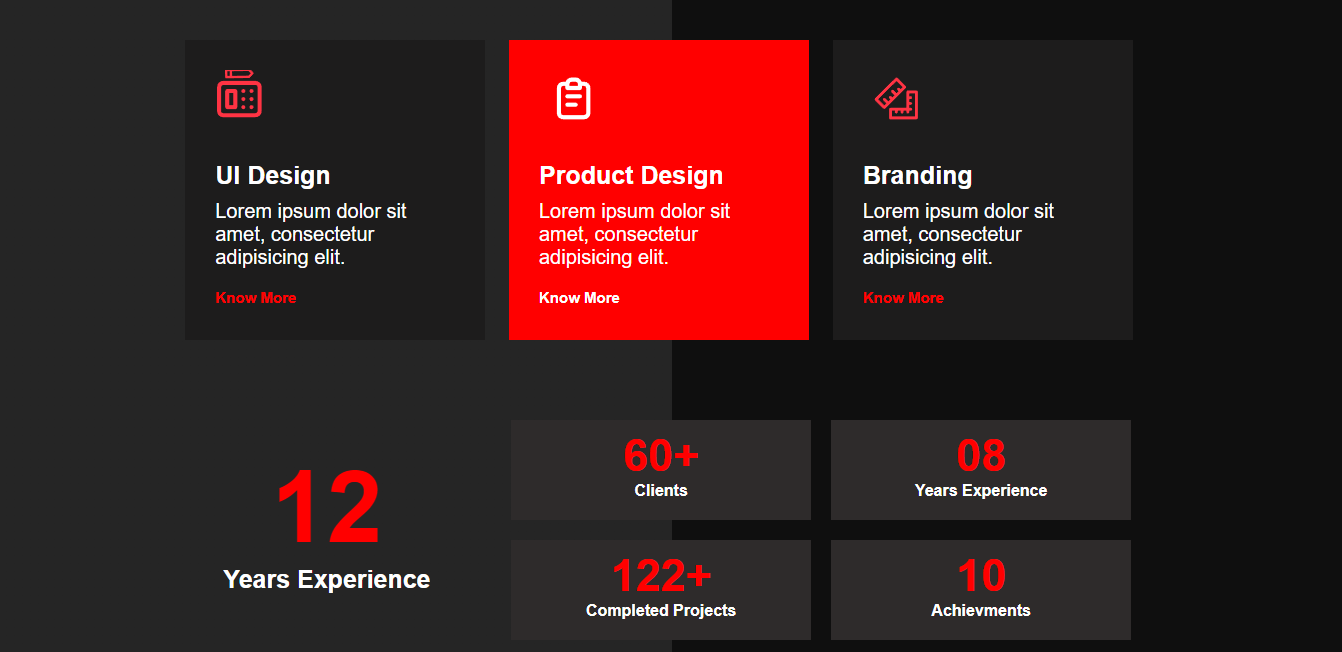 UI Design
Lorem ipsum dolor sit
amet, consectetur
adipisicing elit.
Know More
Product Design
Lorem ipsum dolor sit
amet, consectetur
adipisicing elit.
Know More
Branding
Lorem ipsum dolor sit
amet, consectetur
adipisicing elit.
Know More
12
Years Experience
60+
Clients
08
Years Experience
122+
Completed Projects
10
Achievments